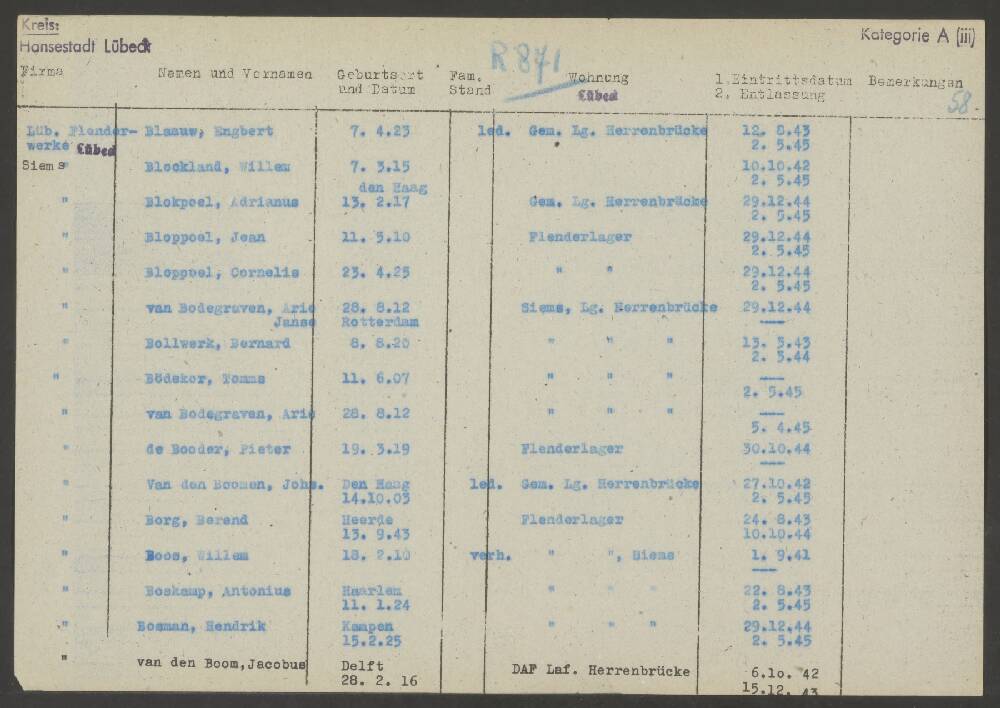 Kreis:
Hansestadt Lübeck
Kategorie A (iii)
R 871
Firma Namen und Vornamen Geburtsort Fam. Wohnung 1.Eintrittsdatum Bemerkungen
und Datum Stand Lübeck 2. Entlassung
58.
Lüb. Flender- Blaauw, Engbert 7. 4.23 led. Gem. Lg. Herrenbrücke 12. 8.43
werke Lübeck 2. 5.45
Siems " Blockland, Willem 7. 3.15 10.10.42
den Haag 2. 5.45
" Blokpoel, Adrianus 13. 2.17 Gem. Lg. Herrenbrücke 29.12.44
2. 5.45
" Bloppoel, Jean 11. 5.10 Flenderlager 29.12.44
2. 5.45
" Bloppoel, Cornelis 23. 4.25 " " 29.12.44
2. 5.45
" van Bodegraven, Arie 28. 8.12 Siems, Lg. Herrenbrücke 29.12.44
Janse Rotterdam —
" Bollwerk, Bernard 8. 8.20 " " " 13. 3.43
2. 5.44
" Bödekor, Tomms 11. 6.07 " " " —
2. 5.45
" van Bodegraven, Arie 28. 8.12 " " " —
5. 4.45
" de Booder, Pieter 19. 3.19 Flenderlager 30.10.44
—
" Van den Boomen, Johs. Den Haag led. Gem. Lg. Herrenbrücke 27.10.42
14.10.03 2. 5.45
" Borg, Berend Heerde Flenderlager 24. 8.43
13. 9.43 10.10.44
" Boos, Willem 18. 2.10 verh. " ", Siems 1. 9.41
—
" Boskamp, Antonius Haarlem " " " 22. 8.43
11. 1.24 2. 5.45
" Bosman, Hendrik Kampen " " " 29.12.44
15.2.25 2. 5.45
" van den Boom,Jacobus Delft DAF Laf. Herrenbrücke 6.1o. '42
28. 2. 16 15.12. 43